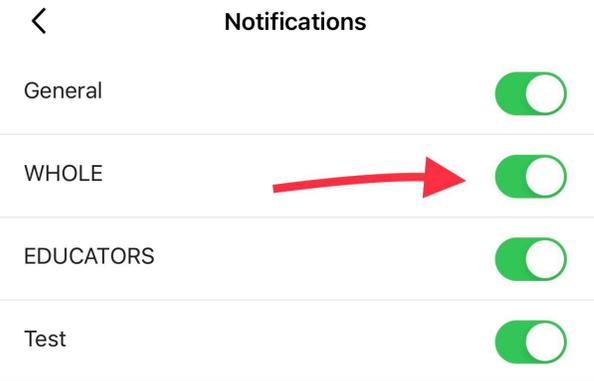 Notifications
General
WHOLE
EDUCATORS
Test